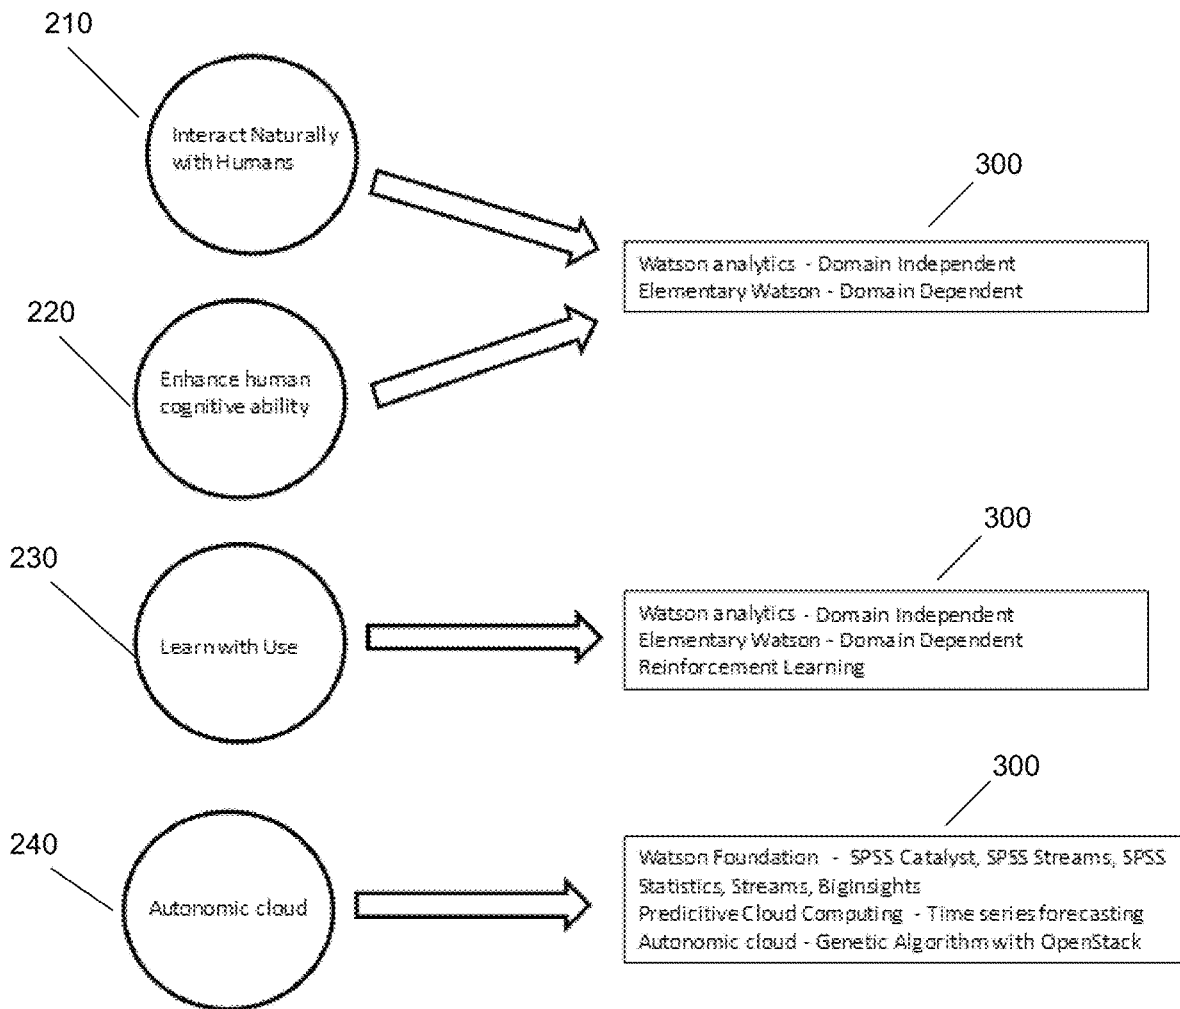 210
Interact Naturally
with Humans
300
Watson analytics - Domain Independent
Elementary Watson - Domain Dependent
220
Enhance human
cognitive ability
300
230
Learn with Use
Watson analytics - Domain Independent
Elementary Watson - Domain Dependent
Reinforcement Learning
300
240
Autonomic cloud
Watson Foundation - SPSS Catalyst, SPSS Streams, SPSS
Statistics, Streams, BigInsights
Predicitive Cloud Computing - Time series forecasting
Autonomic cloud - Genetic Algorithm with OpenStack